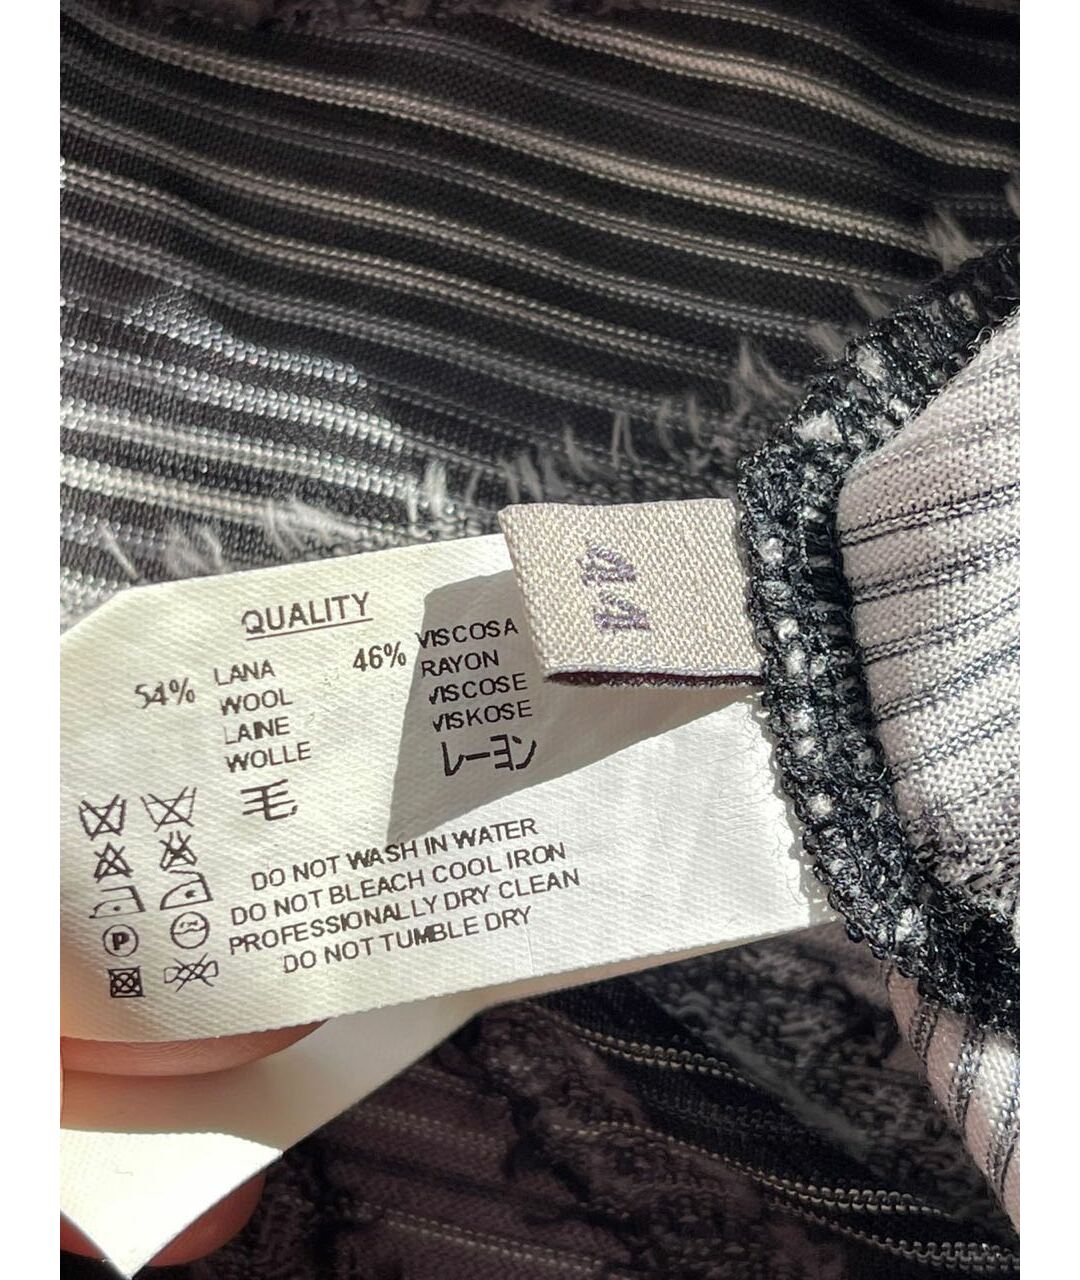 44
QUALITY
54% LANA
WOOL
LAINE
WOLLE
毛
46% VISCOSA
RAYON
VISCOSE
VISKOSE
レーヨン
DO NOT WASH IN WATER
DO NOT BLEACH COOL IRON
PROFESSIONALLY DRY CLEAN
DO NOT TUMBLE DRY
P